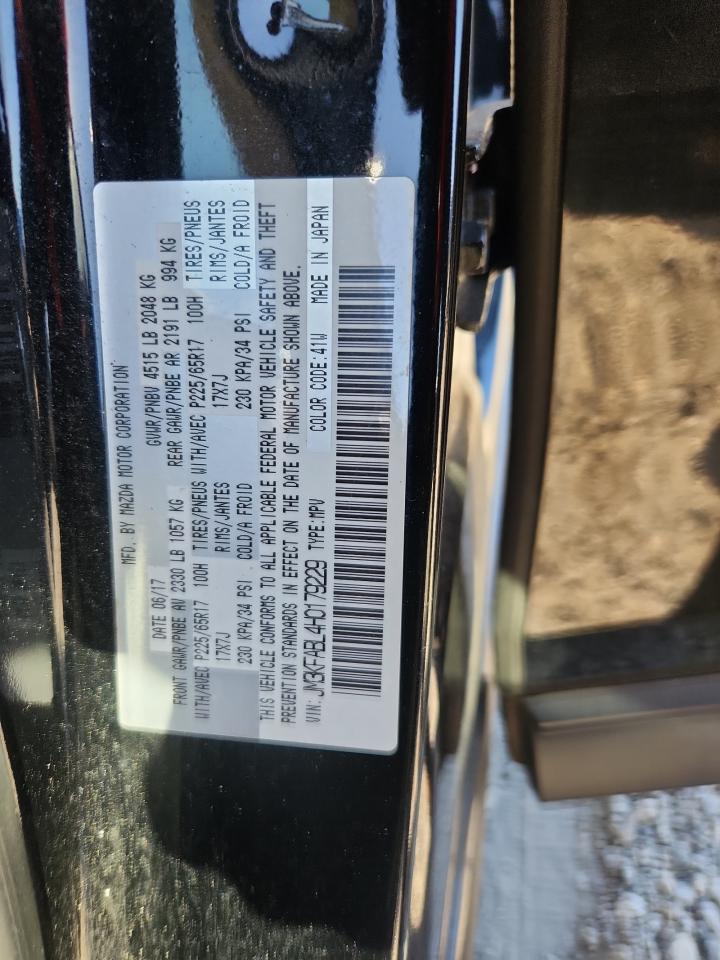 MFD. BY MAZDA MOTOR CORPORATION
DATE 06/17 GVWR/PNBV 4515 LB 2048 KG
FRONT GAWR/PNBE AV 2330 LB 1057 KG REAR GAWR/PNBE AR 2191 LB 994 KG
WITH/AVEC P225/65R17 100H TIRES/PNEUS WITH/AVEC P225/65R17 100H TIRES/PNEUS
17X7J RIMS/JANTES 17X7J RIMS/JANTES
230 KPA/34 PSI COLD/A FROID 230 KPA/34 PSI COLD/A FROID
THIS VEHICLE CONFORMS TO ALL APPLICABLE FEDERAL MOTOR VEHICLE SAFETY AND THEFT
PREVENTION STANDARDS IN EFFECT ON THE DATE OF MANUFACTURE SHOWN ABOVE.
VIN: JM3KFABL4H0179229 TYPE:MPV COLOR CODE:41W MADE IN JAPAN